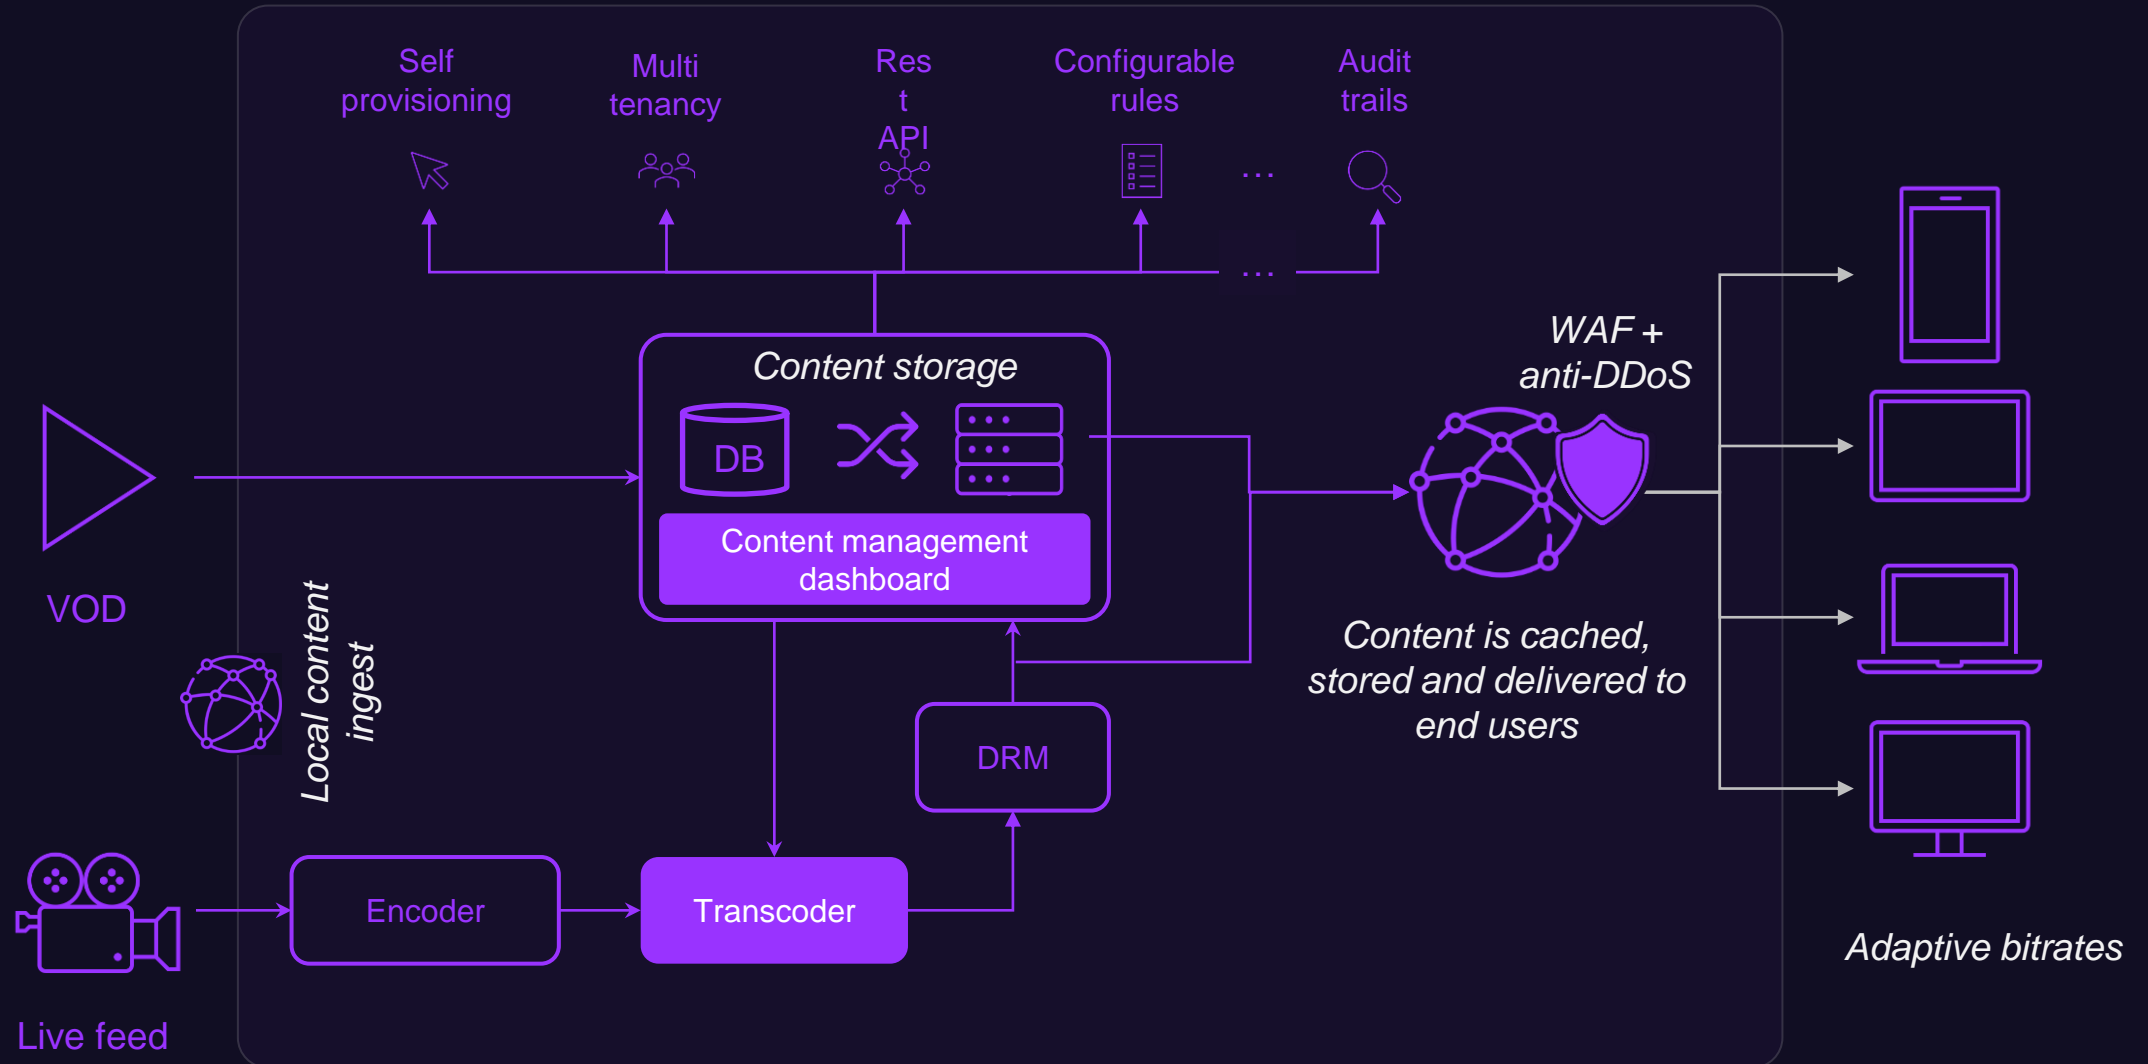 Self
provisioning
Multi
tenancy
Res
t
API
Configurable
rules
...
Audit
trails
...
WAF +
anti-DDoS
Content storage
DB
Content management
dashboard
VOD
Local content
ingest
Content is cached,
stored and delivered to
end users
DRM
Encoder
Transcoder
Adaptive bitrates
Live feed